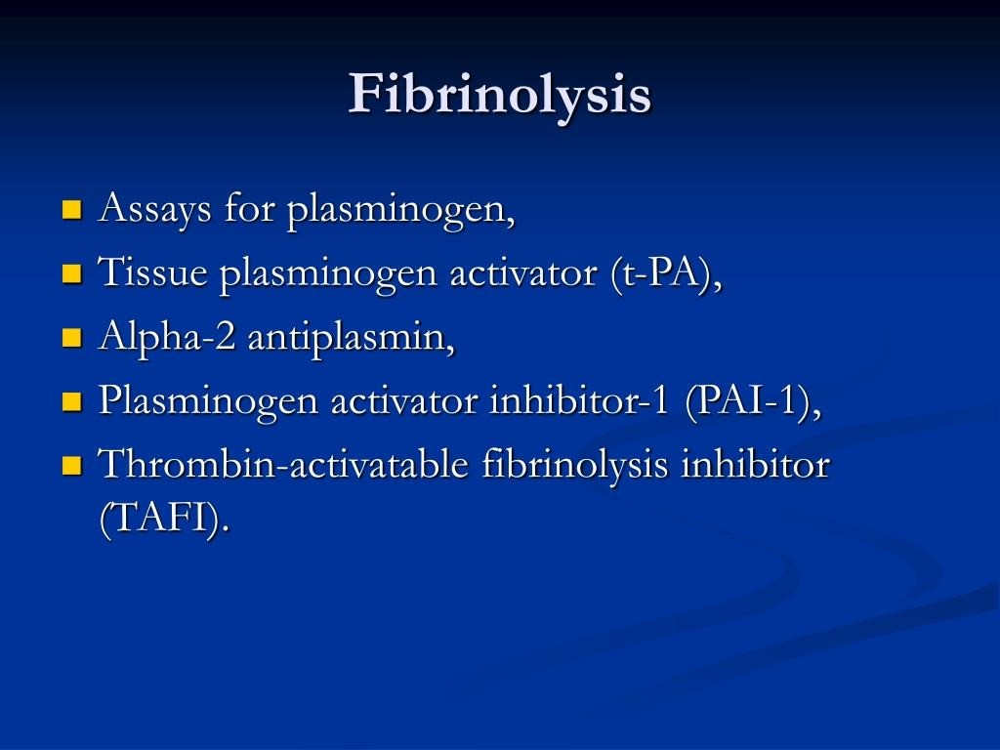 Fibrinolysis
Assays for plasminogen,
Tissue plasminogen activator (t-PA),
Alpha-2 antiplasmin,
Plasminogen activator inhibitor-1 (PAI-1),
Thrombin-activatable fibrinolysis inhibitor
(TAFI).